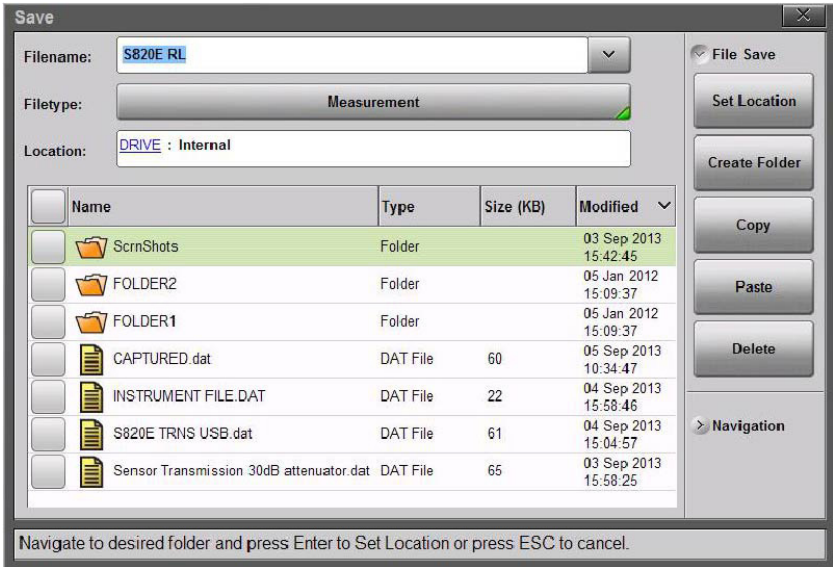 Save
Filename: S820E RL
Filetype: Measurement
Location: DRIVE : Internal
Name Type Size (KB) Modified
ScrnShots Folder 03 Sep 2013 15:42:45
FOLDER2 Folder 05 Jan 2012 15:09:37
FOLDER1 Folder 05 Jan 2012 15:09:37
CAPTURED.dat DAT File 60 05 Sep 2013 10:34:47
INSTRUMENT FILE.DAT DAT File 22 04 Sep 2013 15:58:46
S820E TRNS USB.dat DAT File 61 04 Sep 2013 15:04:57
Sensor Transmission 30dB attenuator.dat DAT File 65 03 Sep 2013 15:58:25
File Save
Set Location
Create Folder
Copy
Paste
Delete
Navigation
Navigate to desired folder and press Enter to Set Location or press ESC to cancel.